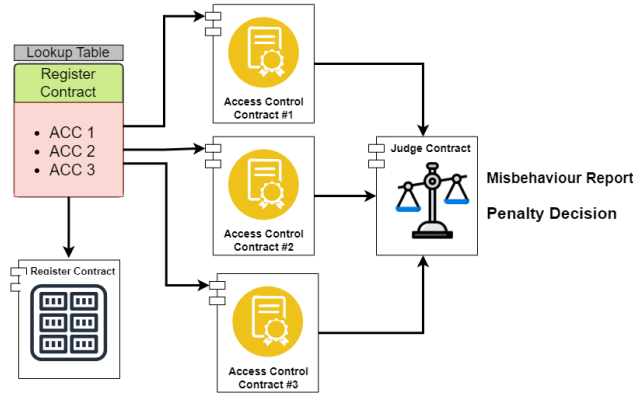 Lookup Table
Register
Contract
• ACC 1
• ACC 2
• ACC 3
Register Contract
Access Control
Contract #1
Access Control
Contract #2
Access Control
Contract #3
Judge Contract
Misbehaviour Report
Penalty Decision